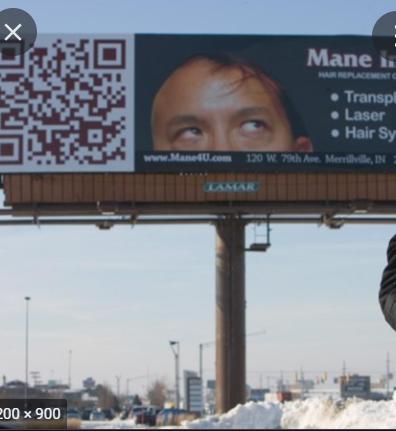 Mane
HAIR REPLACEMENT
• Transpl
• Laser
• Hair Sy
www.Mane4U.com 120 W. 79th Ave. Merrillville, IN
LAMAR
200 × 900